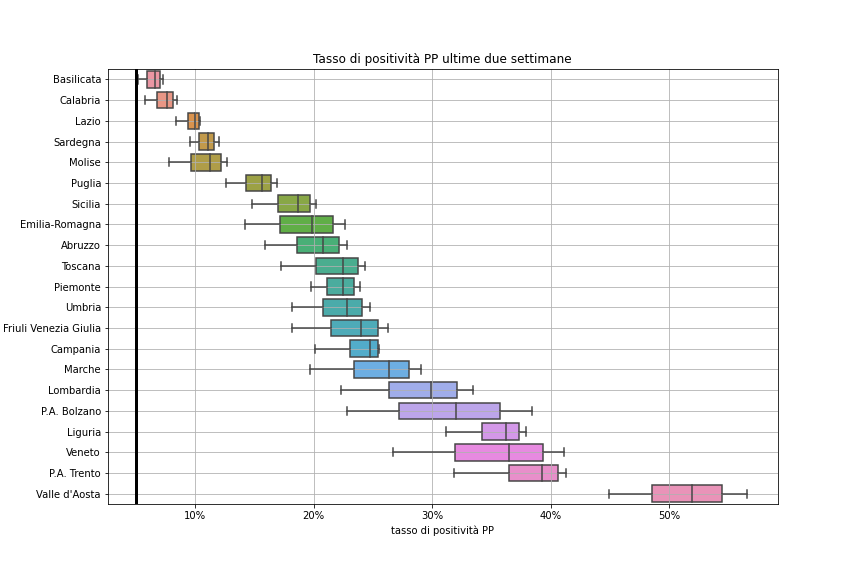 Tasso di positività PP ultime due settimane
Basilicata
Calabria
Lazio
Sardegna
Molise
Puglia
Sicilia
Emilia-Romagna
Abruzzo
Toscana
Piemonte
Umbria
Friuli Venezia Giulia
Campania
Marche
Lombardia
P.A. Bolzano
Liguria
Veneto
P.A. Trento
Valle d'Aosta
10% 20% 30% 40% 50%
tasso di positività PP